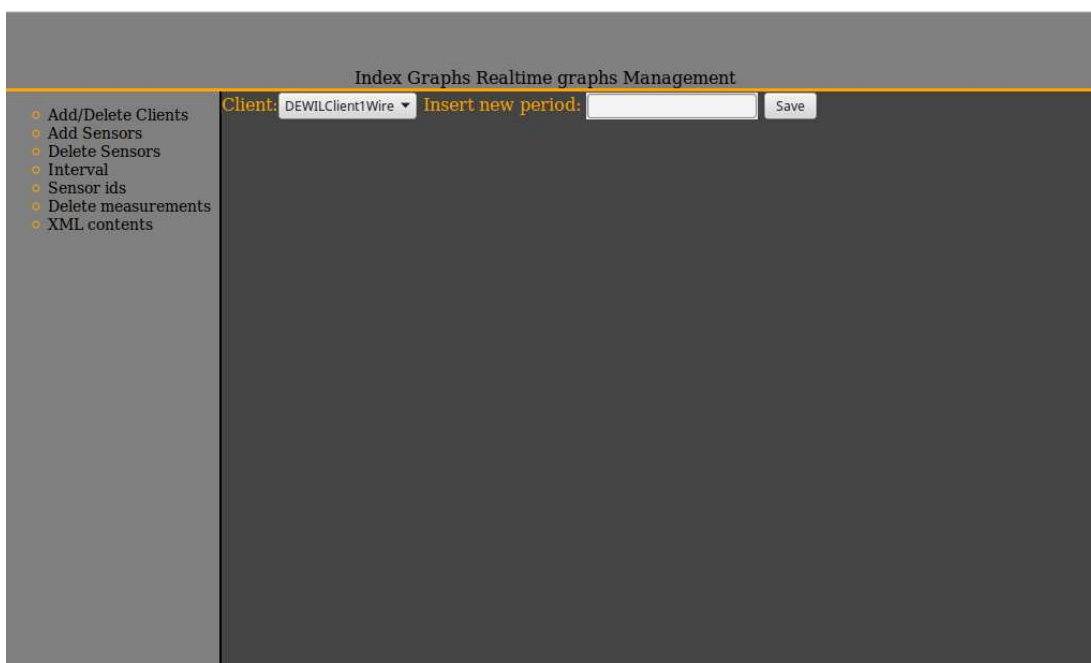 Index Graphs Realtime graphs Management
Client: DEWILClient1Wire Insert new period: Save
Add/Delete Clients
Add Sensors
Delete Sensors
Interval
Sensor ids
Delete measurements
XML contents